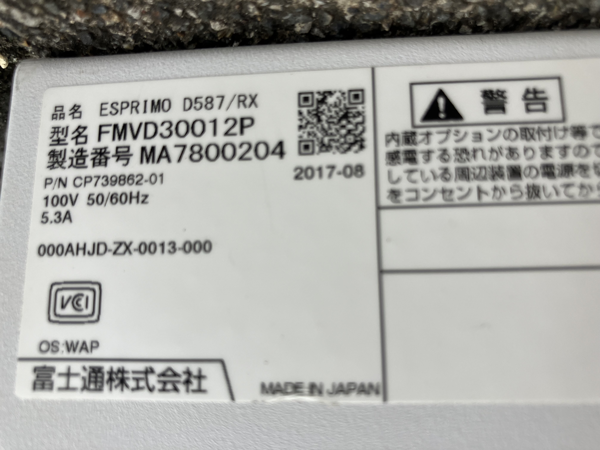 品名 ESPRIMO D587/RX
型名 FMVD30012P
製造番号 MA7800204
P/N CP739862-01
2017-08
100V 50/60Hz
5.3A
000AHJD-ZX-0013-000
VCI
OS:WAP
富士通株式会社
MADE IN JAPAN
警告
内蔵オプションの取付け等で
感電する恐れがありますので
している周辺装置の電源を切
をコンセントから抜いてから